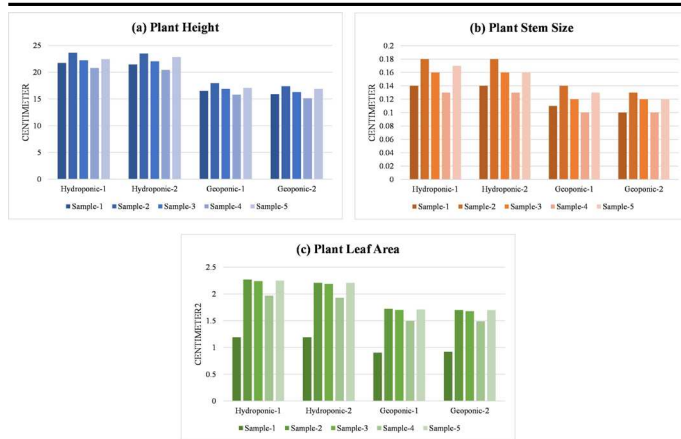 (a) Plant Height
25
20
15
10
5
0
CENTIMETER
Hydroponic-1 Hydroponic-2 Geoponic-1 Geoponic-2
Sample-1 Sample-2 Sample-3 Sample-4 Sample-5
(b) Plant Stem Size
0.2
0.18
0.16
0.14
0.12
0.1
0.08
0.06
0.04
0.02
0
CENTIMETER
Hydroponic-1 Hydroponic-2 Geoponic-1 Geoponic-2
Sample-1 Sample-2 Sample-3 Sample-4 Sample-5
(c) Plant Leaf Area
2.5
2
1.5
1
0.5
0
CENTIMETER2
Hydroponic-1 Hydroponic-2 Geoponic-1 Geoponic-2
Sample-1 Sample-2 Sample-3 Sample-4 Sample-5